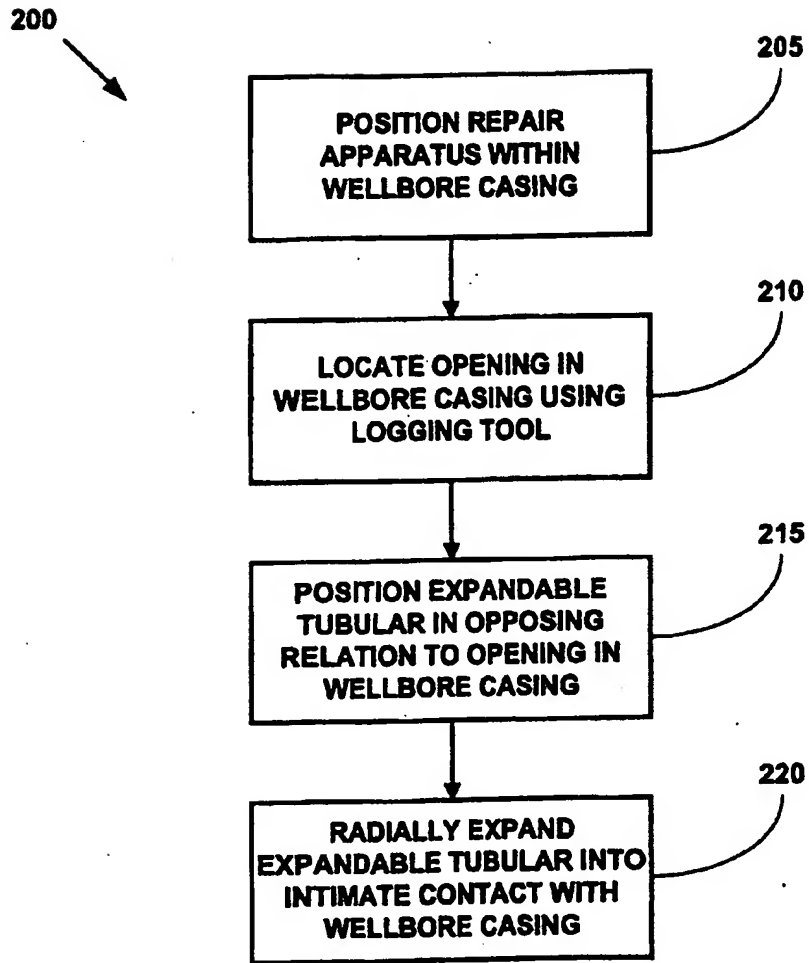 200
205
POSITION REPAIR
APPARATUS WITHIN
WELLBORE CASING
210
LOCATE OPENING IN
WELLBORE CASING USING
LOGGING TOOL
215
POSITION EXPANDABLE
TUBULAR IN OPPOSING
RELATION TO OPENING IN
WELLBORE CASING
220
RADIALLY EXPAND
EXPANDABLE TUBULAR INTO
INTIMATE CONTACT WITH
WELLBORE CASING